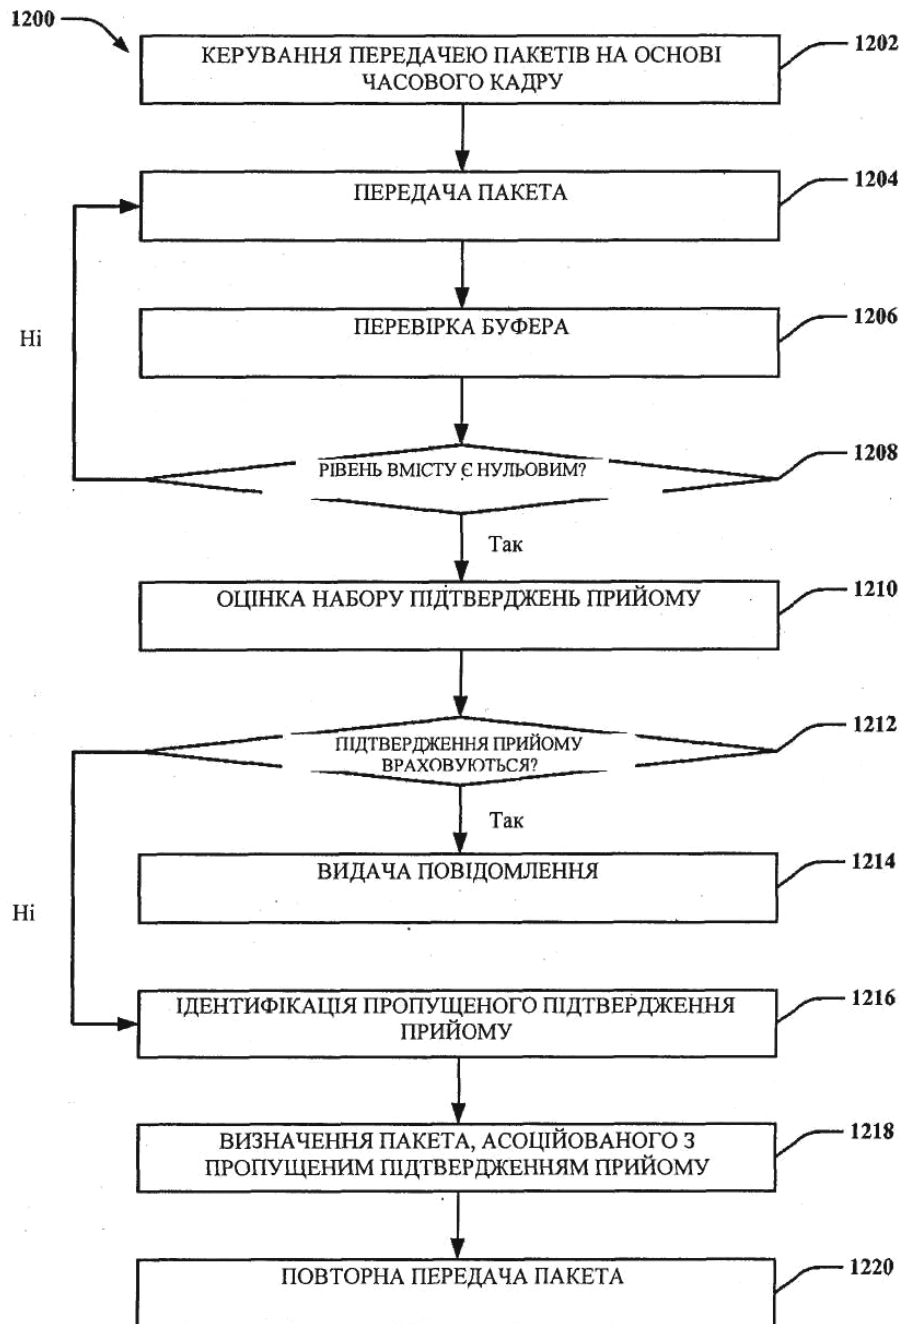 1200
КЕРУВАННЯ ПЕРЕДАЧЕЮ ПАКЕТІВ НА ОСНОВІ
ЧАСОВОГО КАДРУ
1202
ПЕРЕДАЧА ПАКЕТА
1204
ПЕРЕВІРКА БУФЕРА
1206
Ні
РІВЕНЬ ВМІСТУ Є НУЛЬОВИМ?
1208
Так
ОЦІНКА НАБОРУ ПІДТВЕРДЖЕНЬ ПРИЙОМУ
1210
ПІДТВЕРДЖЕННЯ ПРИЙОМУ
ВРАХОВУЮТЬСЯ?
1212
Так
ВИДАЧА ПОВІДОМЛЕННЯ
1214
Ні
ІДЕНТИФІКАЦІЯ ПРОПУЩЕНОГО ПІДТВЕРДЖЕННЯ
ПРИЙОМУ
1216
ВИЗНАЧЕННЯ ПАКЕТА, АСОЦІЙОВАНОГО З
ПРОПУЩЕНИМ ПІДТВЕРДЖЕННЯМ ПРИЙОМУ
1218
ПОВТОРНА ПЕРЕДАЧА ПАКЕТА
1220